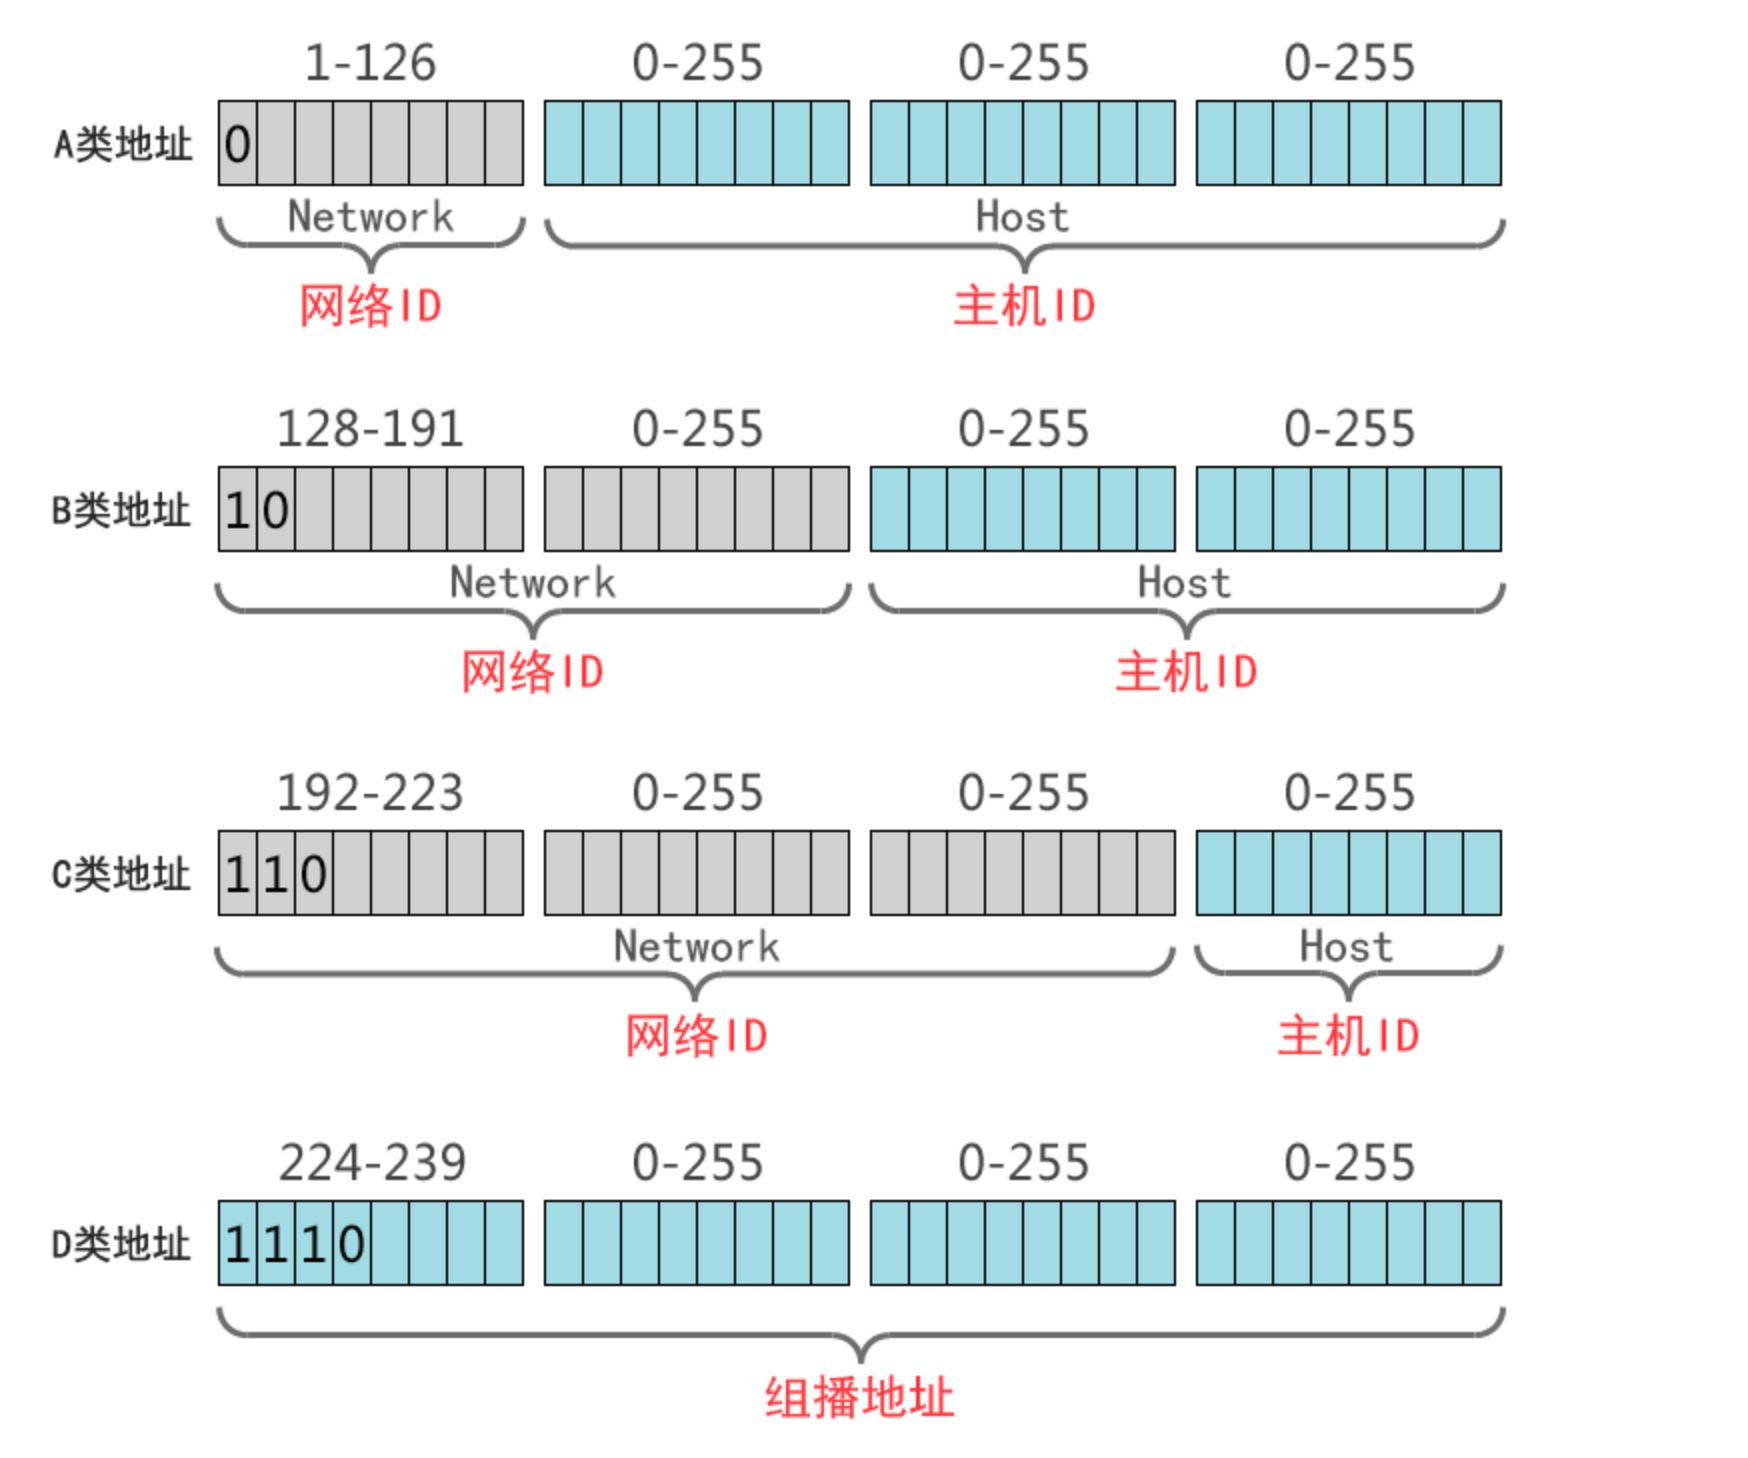 1-126 0-255 0-255 0-255
A类地址 0
Network Host
网络ID 主机ID
128-191 0-255 0-255 0-255
B类地址 1 0
Network Host
网络ID 主机ID
192-223 0-255 0-255 0-255
C类地址 1 1 0
Network Host
网络ID 主机ID
224-239 0-255 0-255 0-255
D类地址 1 1 1 0
组播地址